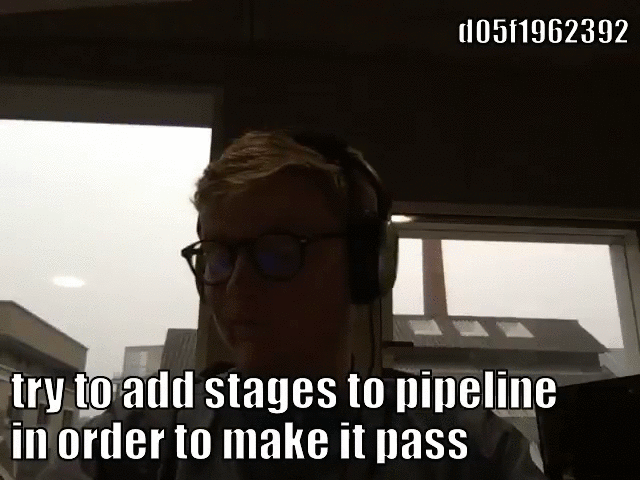 d05f1962392
try to add stages to pipeline
in order to make it pass